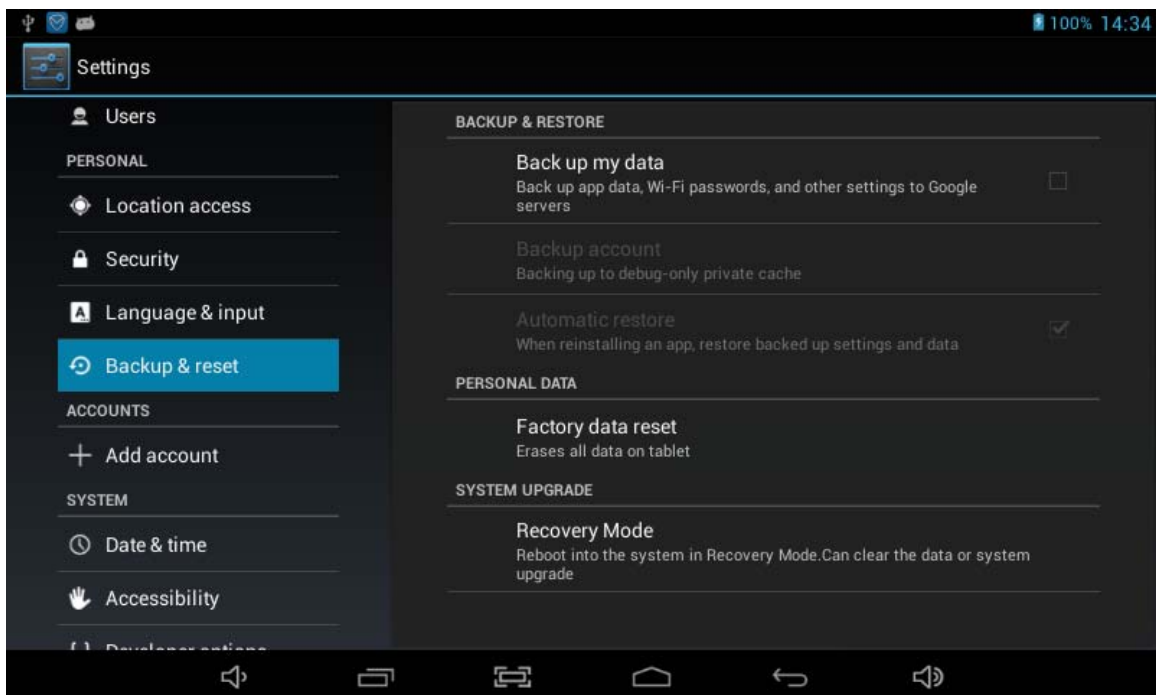 100% 14:34
Settings
Users
PERSONAL
Location access
Security
Language & input
Backup & reset
ACCOUNTS
Add account
SYSTEM
Date & time
Accessibility
Developer options
BACKUP & RESTORE
Back up my data
Back up app data, Wi-Fi passwords, and other settings to Google
servers
Backup account
Backing up to debug-only private cache
Automatic restore
When reinstalling an app, restore backed up settings and data
PERSONAL DATA
Factory data reset
Erases all data on tablet
SYSTEM UPGRADE
Recovery Mode
Reboot into the system in Recovery Mode.Can clear the data or system
upgrade